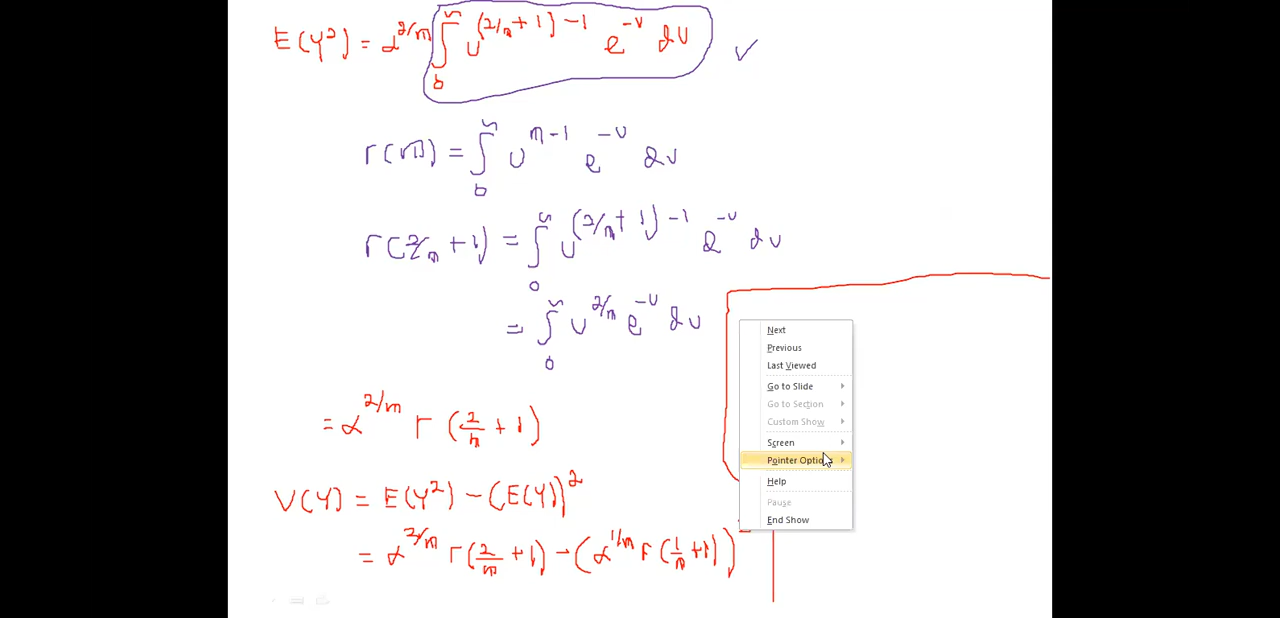 E(Y²) = α^{2/m} ∫₀^∞ u^{(2/m + 1) - 1} e^{-u} du ✓
Γ(m) = ∫₀^∞ u^{m-1} e^{-u} du
Γ(2/m + 1) = ∫₀^∞ u^{(2/m + 1) - 1} e^{-u} du
= ∫₀^∞ u^{2/m} e^{-u} du
= α^{2/m} Γ(2/m + 1)
V(Y) = E(Y²) - (E(Y))²
= α^{2/m} Γ(2/m + 1) - (α^{1/m} Γ(1/m + 1))²
Next
Previous
Last Viewed
Go to Slide
Go to Section
Custom Show
Screen
Pointer Optio
Help
Pause
End Show